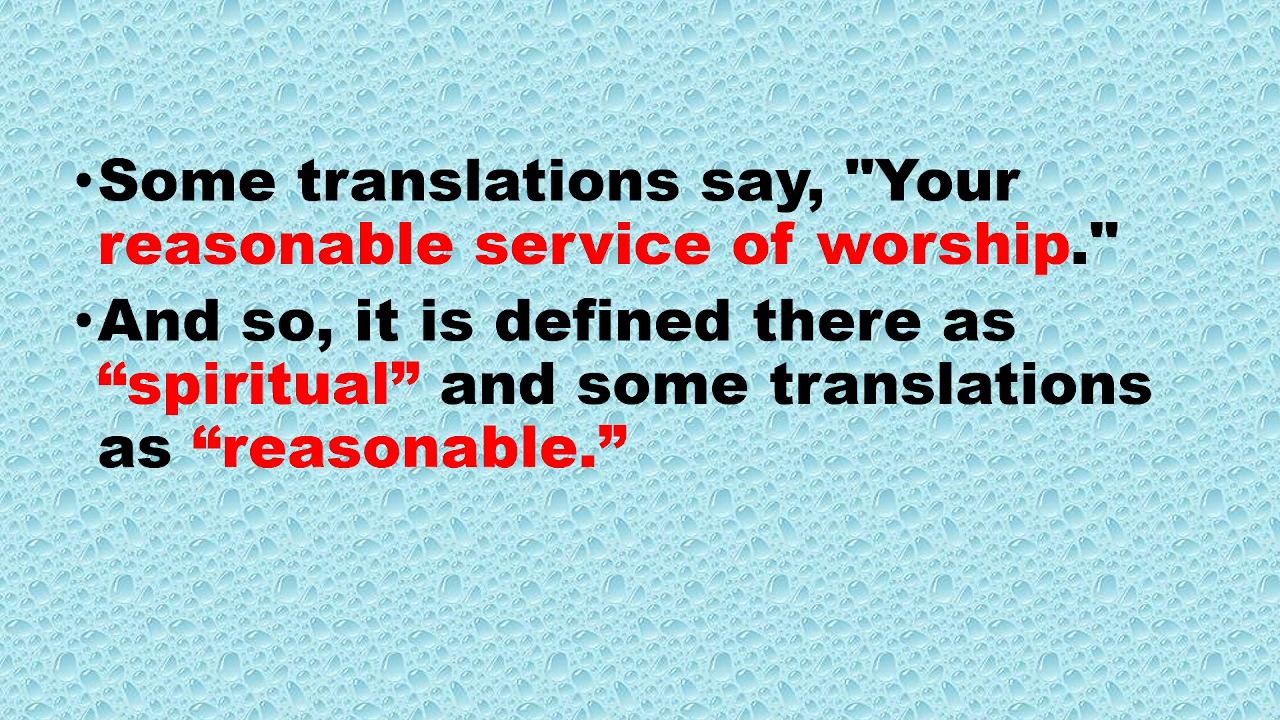 •Some translations say, "Your
reasonable service of worship."
•And so, it is defined there as
“spiritual” and some translations
as “reasonable.”